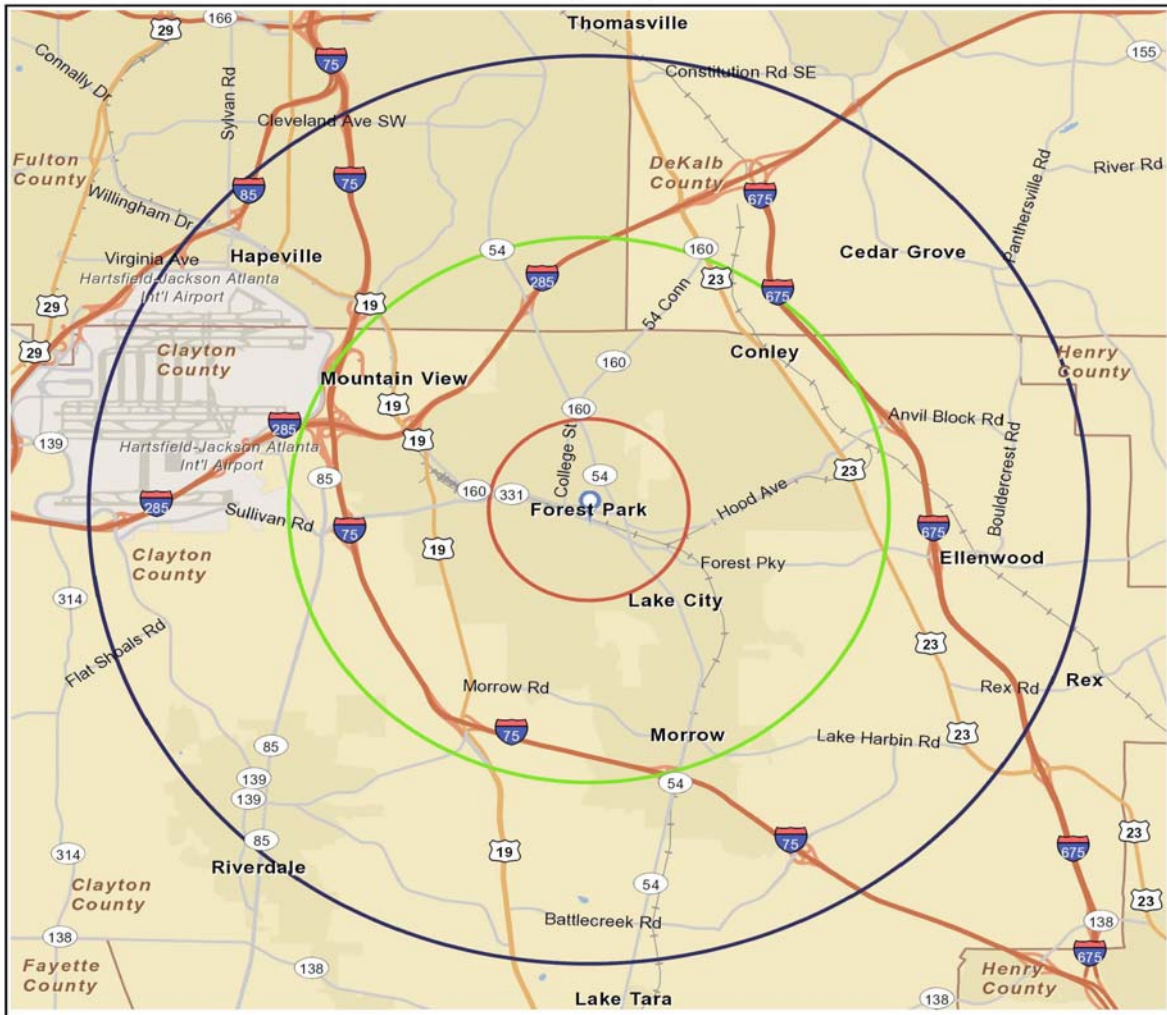 Thomasville
166
29
Connally Dr
Sylvan Rd
75
Constitution Rd SE
155
Cleveland Ave SW
Fulton
County
DeKalb
County
River Rd
75
85
675
Willingham Dr
Panthersville Rd
Virginia Ave
Hapeville
54
160
Cedar Grove
Hartsfield-Jackson Atlanta
Int'l Airport
29
19
285
23
675
54 Conn
29
Clayton
County
Mountain View
160
Conley
Henry
County
19
160
285
19
139
Hartsfield-Jackson Atlanta
Int'l Airport
College St
Anvil Block Rd
Bouldercrest Rd
85
54
23
285
160
331
Forest Park
Hood Ave
Sullivan Rd
75
19
675
Clayton
County
Forest Pky
Ellenwood
314
Lake City
Flat Shoals Rd
23
Morrow Rd
Rex Rd
Rex
75
Morrow
Lake Harbin Rd
23
85
139
139
54
85
75
23
314
Riverdale
19
675
Clayton
County
54
23
Battlecreek Rd
138
138
675
Fayette
County
138
Henry
County
Lake Tara
138